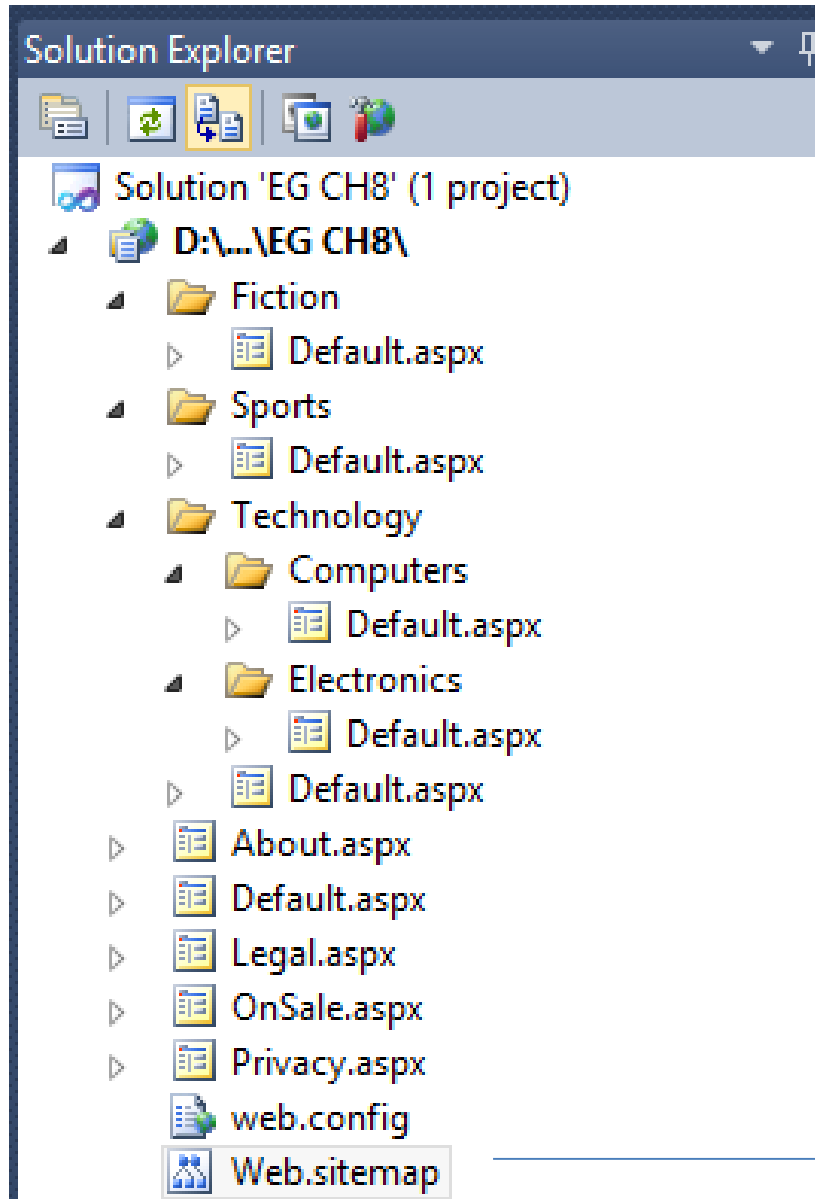 Solution Explorer
Solution 'EG CH8' (1 project)
D:\...\EG CH8\
Fiction
Default.aspx
Sports
Default.aspx
Technology
Computers
Default.aspx
Electronics
Default.aspx
Default.aspx
About.aspx
Default.aspx
Legal.aspx
OnSale.aspx
Privacy.aspx
web.config
Web.sitemap